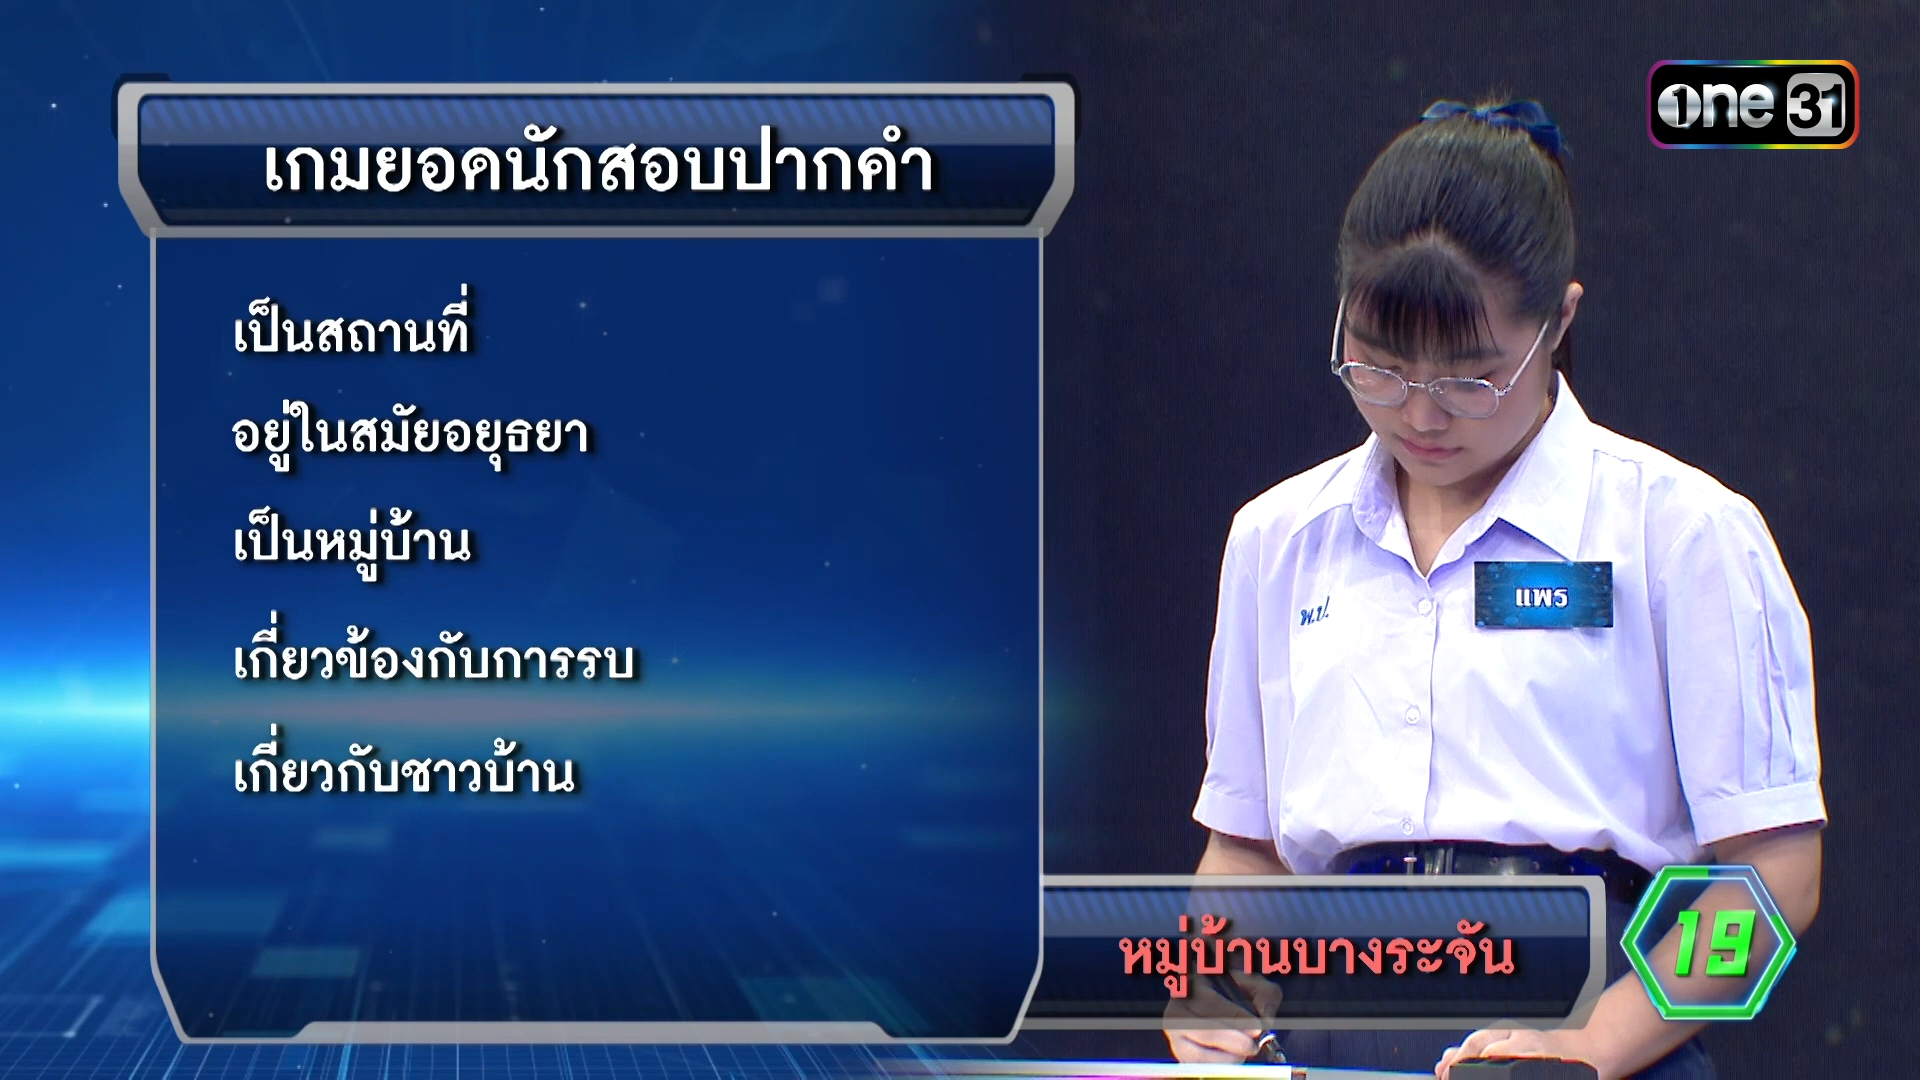 one 31
เกมยอดนักสอบปากคำ
เป็นสถานที่
อยู่ในสมัยอยุธยา
เป็นหมู่บ้าน
เกี่ยวข้องกับการรบ
เกี่ยวกับชาวบ้าน
พ.ป.
แพร
หมู่บ้านบางระจัน
19